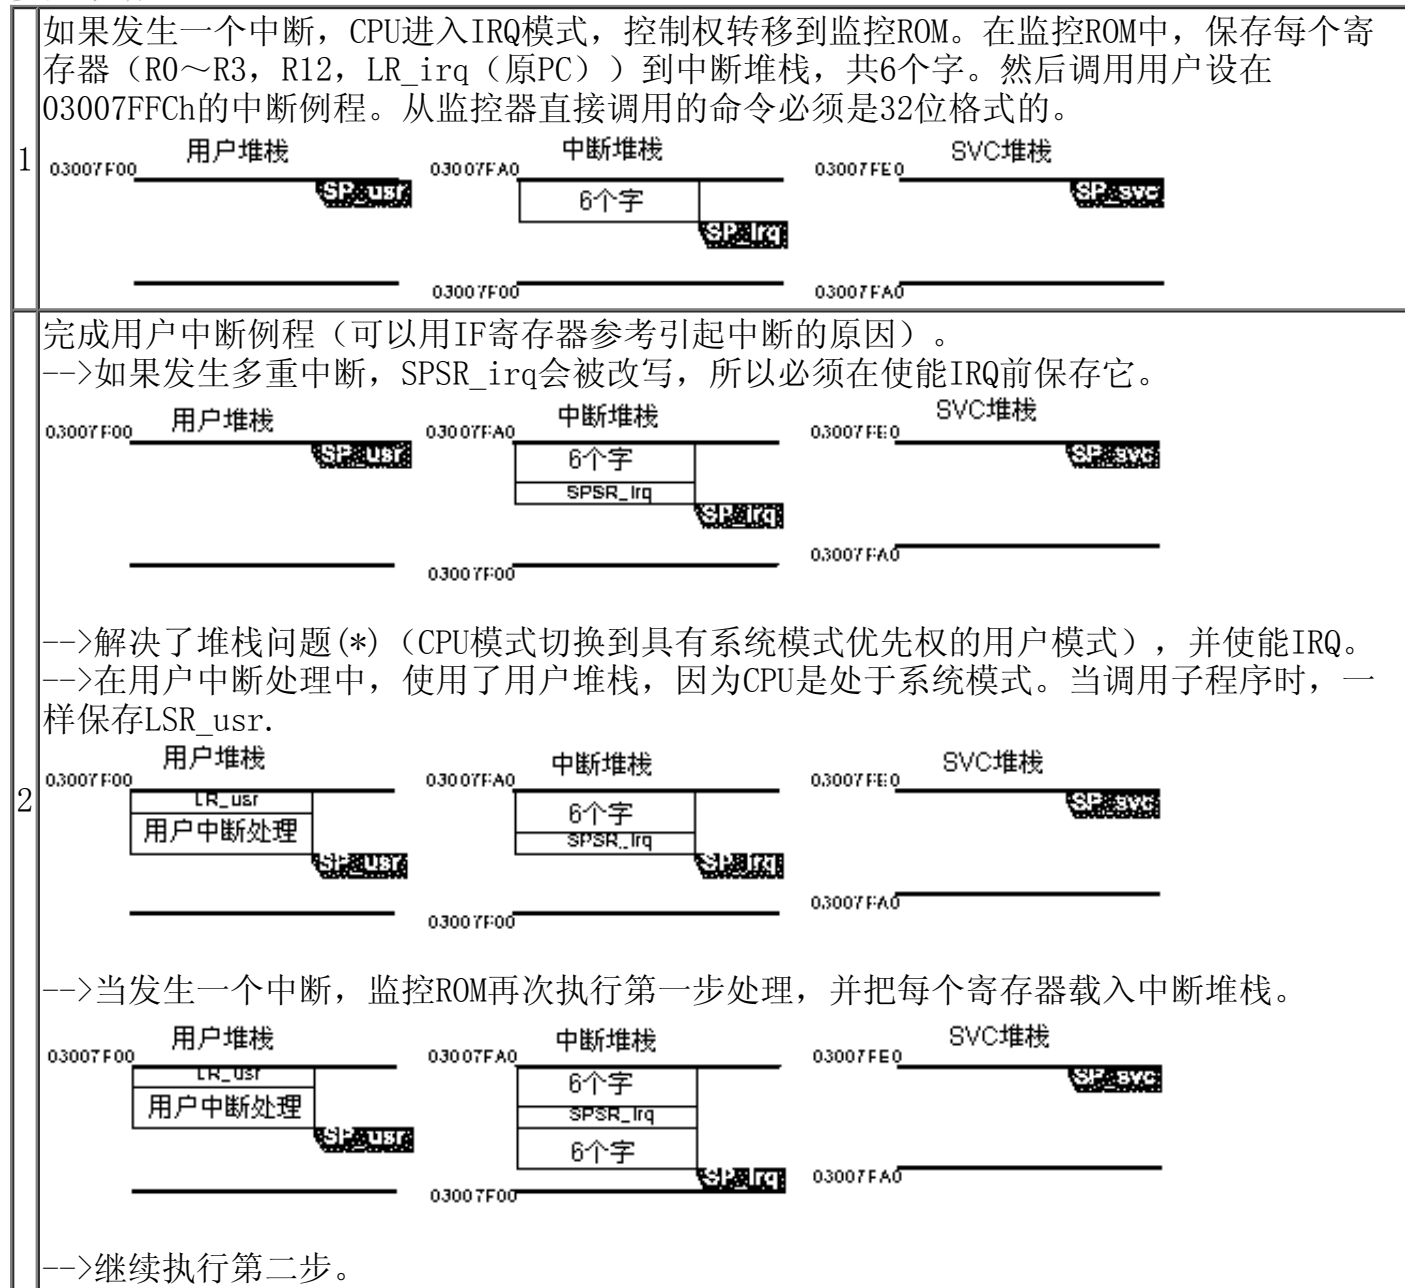 如果发生一个中断，CPU进入IRQ模式，控制权转移到监控ROM。在监控ROM中，保存每个寄
存器（R0～R3，R12，LR_irq（原PC））到中断堆栈，共6个字。然后调用用户设在
03007FFCh的中断例程。从监控器直接调用的命令必须是32位格式的。
1
用户堆栈 中断堆栈 SVC堆栈
03007F00 03007FA0 03007FE0
SP_usr 6个字 SP_svc
SP_irq
03007F00 03007FA0
完成用户中断例程（可以用IF寄存器参考引起中断的原因）。
-->如果发生多重中断，SPSR_irq会被改写，所以必须在使能IRQ前保存它。
用户堆栈 中断堆栈 SVC堆栈
03007F00 03007FA0 03007FE0
SP_usr 6个字 SP_svc
SPSR_irq
SP_irq
03007FA0
03007F00
-->解决了堆栈问题(*)（CPU模式切换到具有系统模式优先权的用户模式），并使能IRQ。
-->在用户中断处理中，使用了用户堆栈，因为CPU是处于系统模式。当调用子程序时，一
样保存LSR_usr.
2
用户堆栈 中断堆栈 SVC堆栈
03007F00 03007FA0 03007FE0
LR_usr 6个字 SP_svc
用户中断处理 SPSR_irq
SP_usr SP_irq
03007FA0
03007F00
-->当发生一个中断，监控ROM再次执行第一步处理，并把每个寄存器载入中断堆栈。
用户堆栈 中断堆栈 SVC堆栈
03007F00 03007FA0 03007FE0
LR_usr 6个字 SP_svc
用户中断处理 SPSR_irq
SP_usr 6个字
SP_irq 03007FA0
03007F00
-->继续执行第二步。